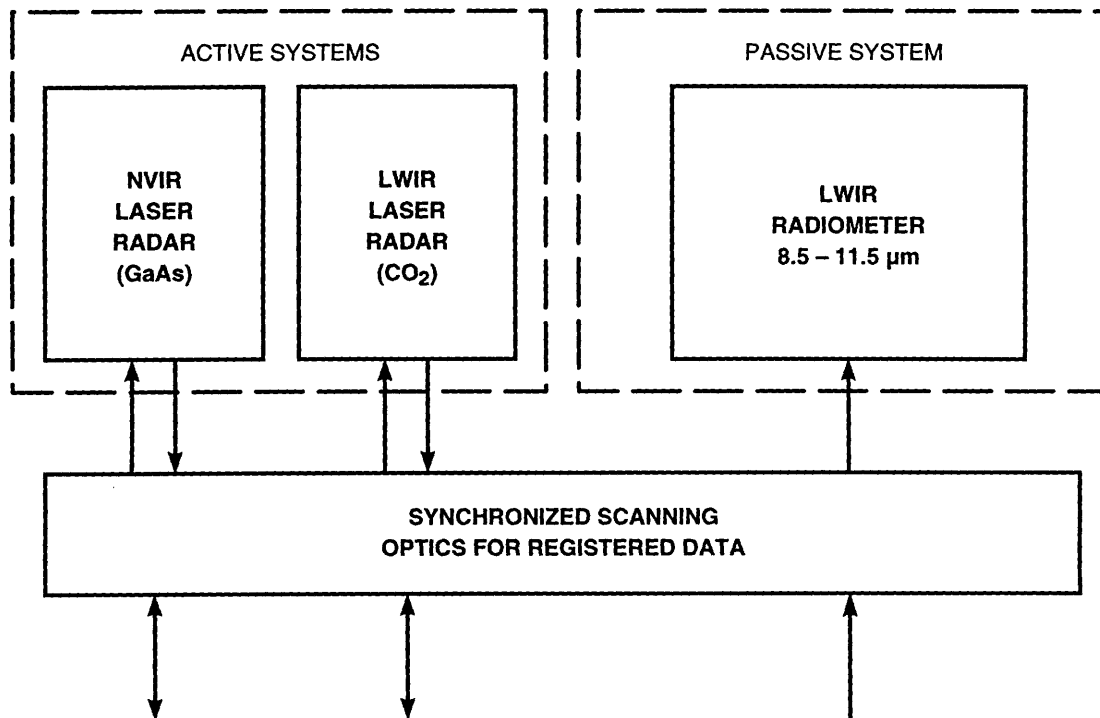 ACTIVE SYSTEMS
NVIR
LASER
RADAR
(GaAs)
LWIR
LASER
RADAR
(CO₂)
PASSIVE SYSTEM
LWIR
RADIOMETER
8.5 – 11.5 µm
SYNCHRONIZED SCANNING
OPTICS FOR REGISTERED DATA